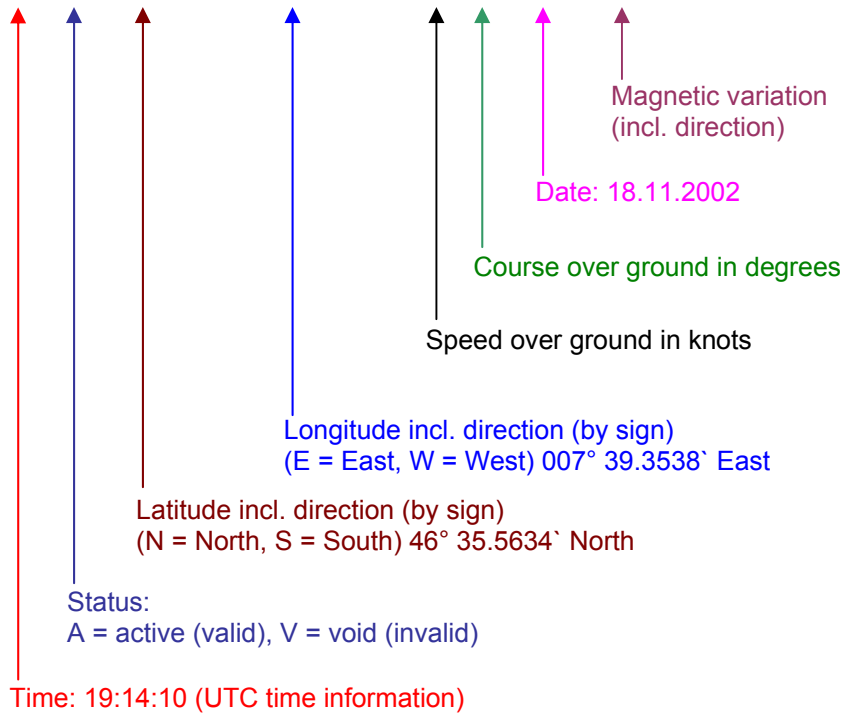 Magnetic variation
(incl. direction)
Date: 18.11.2002
Course over ground in degrees
Speed over ground in knots
Longitude incl. direction (by sign)
(E = East, W = West) 007° 39.3538` East
Latitude incl. direction (by sign)
(N = North, S = South) 46° 35.5634` North
Status:
A = active (valid), V = void (invalid)
Time: 19:14:10 (UTC time information)